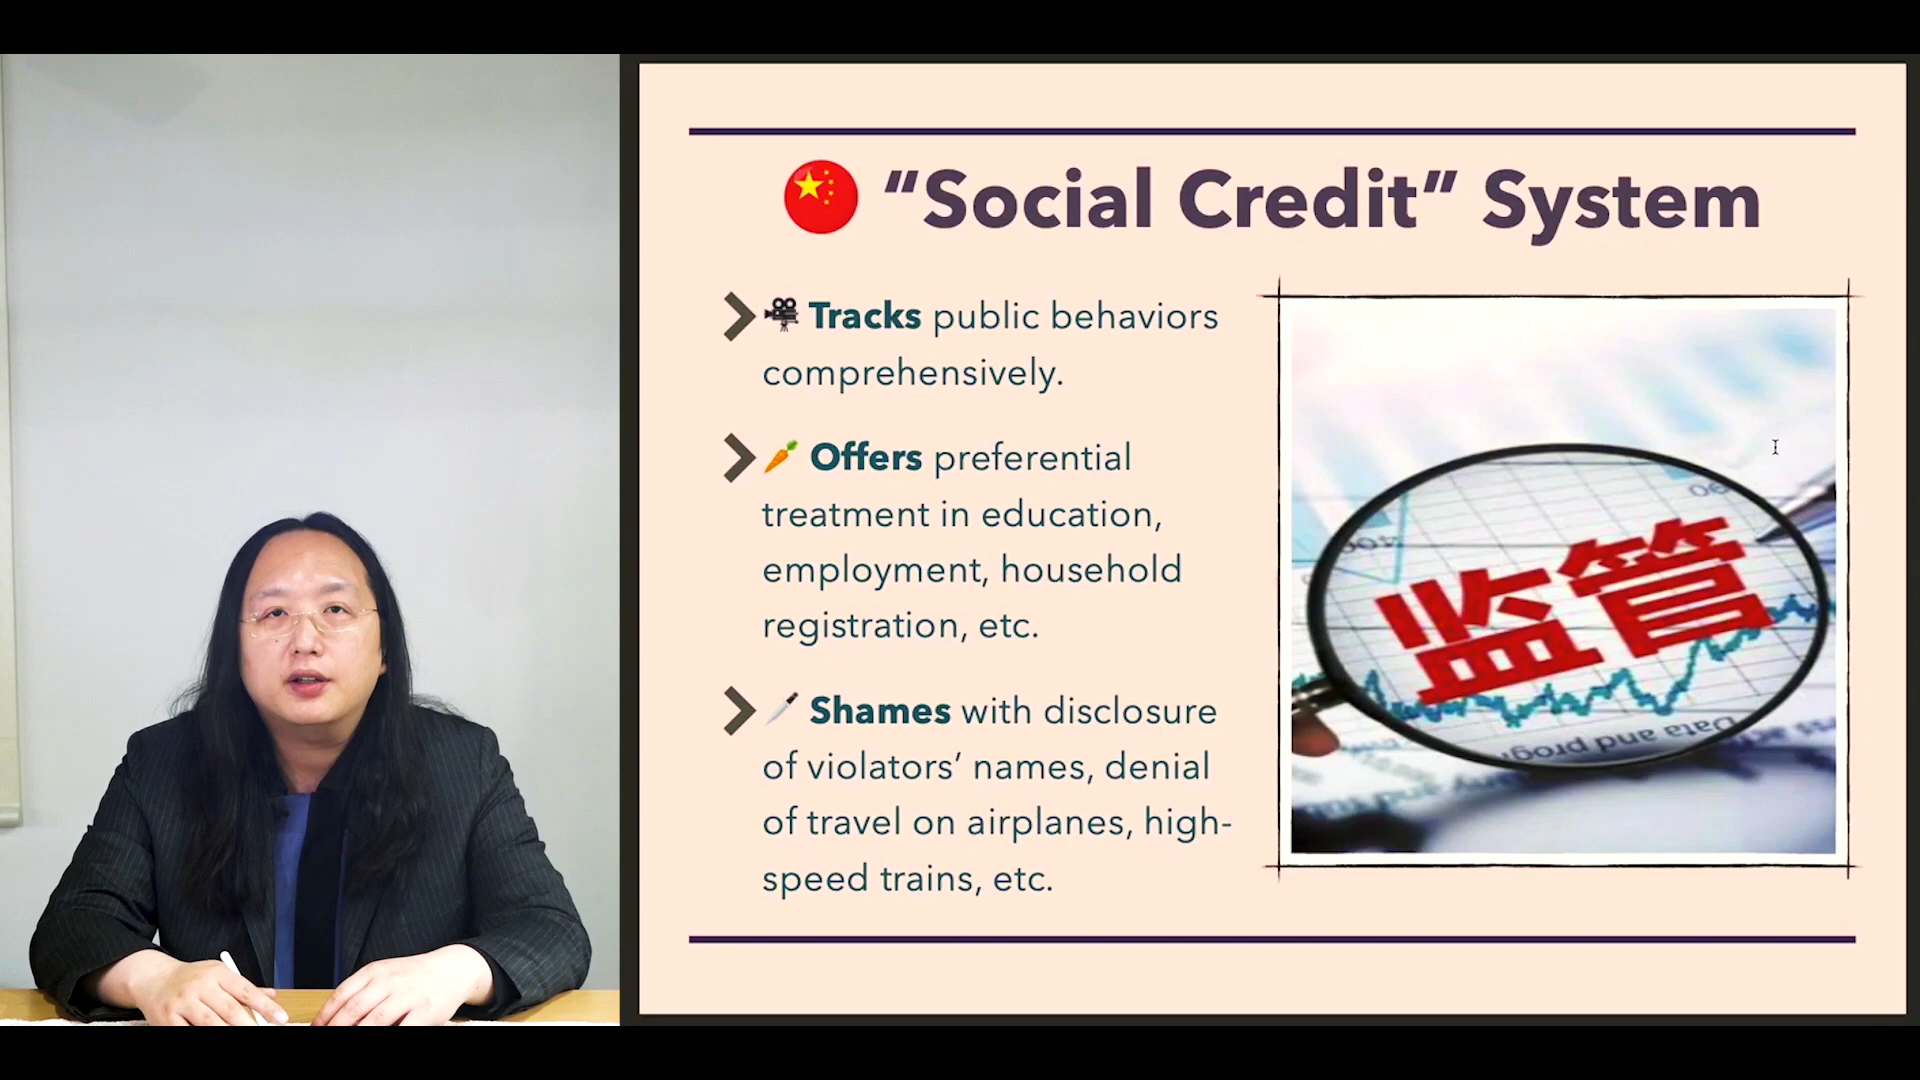 “Social Credit” System
Tracks public behaviors
comprehensively.
Offers preferential
treatment in education,
employment, household
registration, etc.
Shames with disclosure
of violators’ names, denial
of travel on airplanes, high-
speed trains, etc.
监管
Data and prog